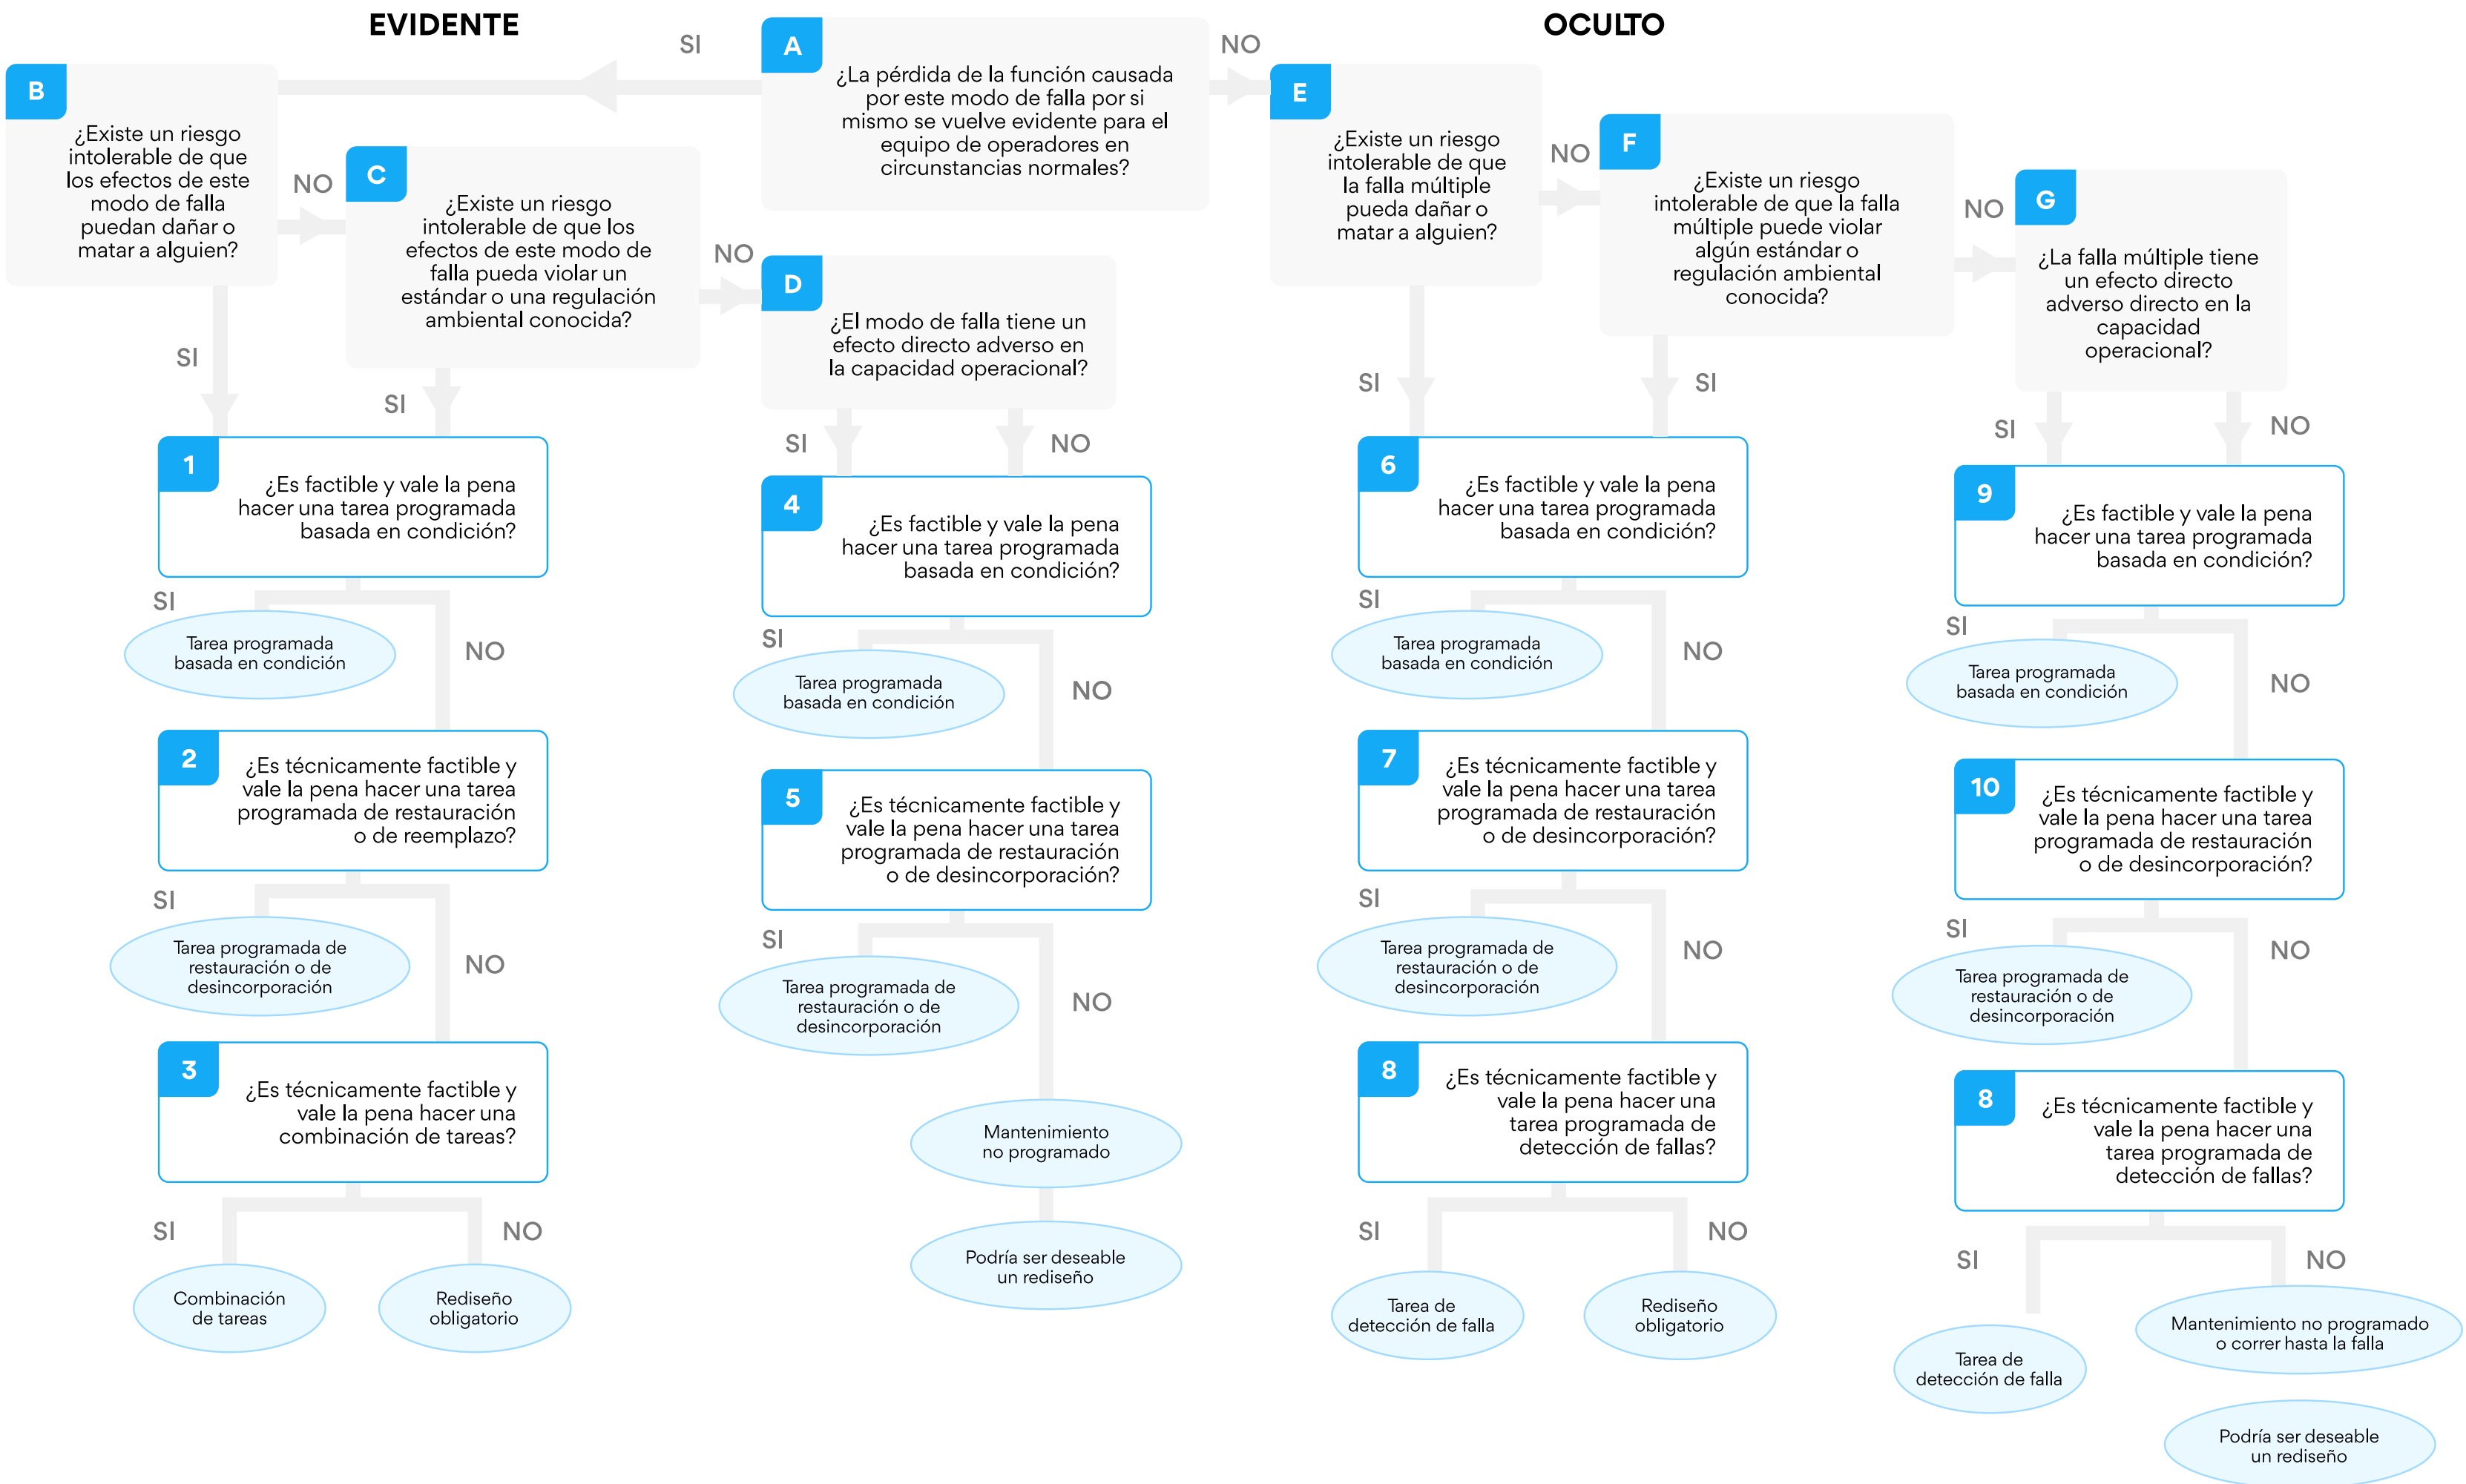 EVIDENTE
OCULTO
SI
A
¿La pérdida de la función causada
por este modo de falla por si
mismo se vuelve evidente para el
equipo de operadores en
circunstancias normales?
NO
B
¿Existe un riesgo
intolerable de que
los efectos de este
modo de falla
puedan dañar o
matar a alguien?
NO
SI
C
¿Existe un riesgo
intolerable de que los
efectos de este modo de
falla pueda violar un
estándar o una regulación
ambiental conocida?
NO
SI
D
¿El modo de falla tiene un
efecto directo adverso en
la capacidad operacional?
SI
NO
E
¿Existe un riesgo
intolerable de que
la falla múltiple
pueda dañar o
matar a alguien?
NO
SI
F
¿Existe un riesgo
intolerable de que la falla
múltiple puede violar
algún estándar o
regulación ambiental
conocida?
NO
SI
G
¿La falla múltiple tiene
un efecto directo
adverso directo en la
capacidad
operacional?
SI
NO
1
¿Es factible y vale la pena
hacer una tarea programada
basada en condición?
SI
Tarea programada
basada en condición
NO
2
¿Es técnicamente factible y
vale la pena hacer una tarea
programada de restauración
o de reemplazo?
SI
Tarea programada de
restauración o de
desincorporación
NO
3
¿Es técnicamente factible y
vale la pena hacer una
combinación de tareas?
SI
NO
Combinación
de tareas
Rediseño
obligatorio
4
¿Es factible y vale la pena
hacer una tarea programada
basada en condición?
SI
Tarea programada
basada en condición
NO
5
¿Es técnicamente factible y
vale la pena hacer una tarea
programada de restauración
o de desincorporación?
SI
Tarea programada de
restauración o de
desincorporación
NO
Mantenimiento
no programado
Podría ser deseable
un rediseño
6
¿Es factible y vale la pena
hacer una tarea programada
basada en condición?
SI
Tarea programada
basada en condición
NO
7
¿Es técnicamente factible y
vale la pena hacer una tarea
programada de restauración
o de desincorporación?
SI
Tarea programada de
restauración o de
desincorporación
NO
8
¿Es técnicamente factible y
vale la pena hacer una
tarea programada de
detección de fallas?
SI
NO
Tarea de
detección de falla
Rediseño
obligatorio
9
¿Es factible y vale la pena
hacer una tarea programada
basada en condición?
SI
Tarea programada
basada en condición
NO
10
¿Es técnicamente factible y
vale la pena hacer una tarea
programada de restauración
o de desincorporación?
SI
Tarea programada de
restauración o de
desincorporación
NO
8
¿Es técnicamente factible y
vale la pena hacer una
tarea programada de
detección de fallas?
SI
NO
Tarea de
detección de falla
Mantenimiento no programado
o correr hasta la falla
Podría ser deseable
un rediseño